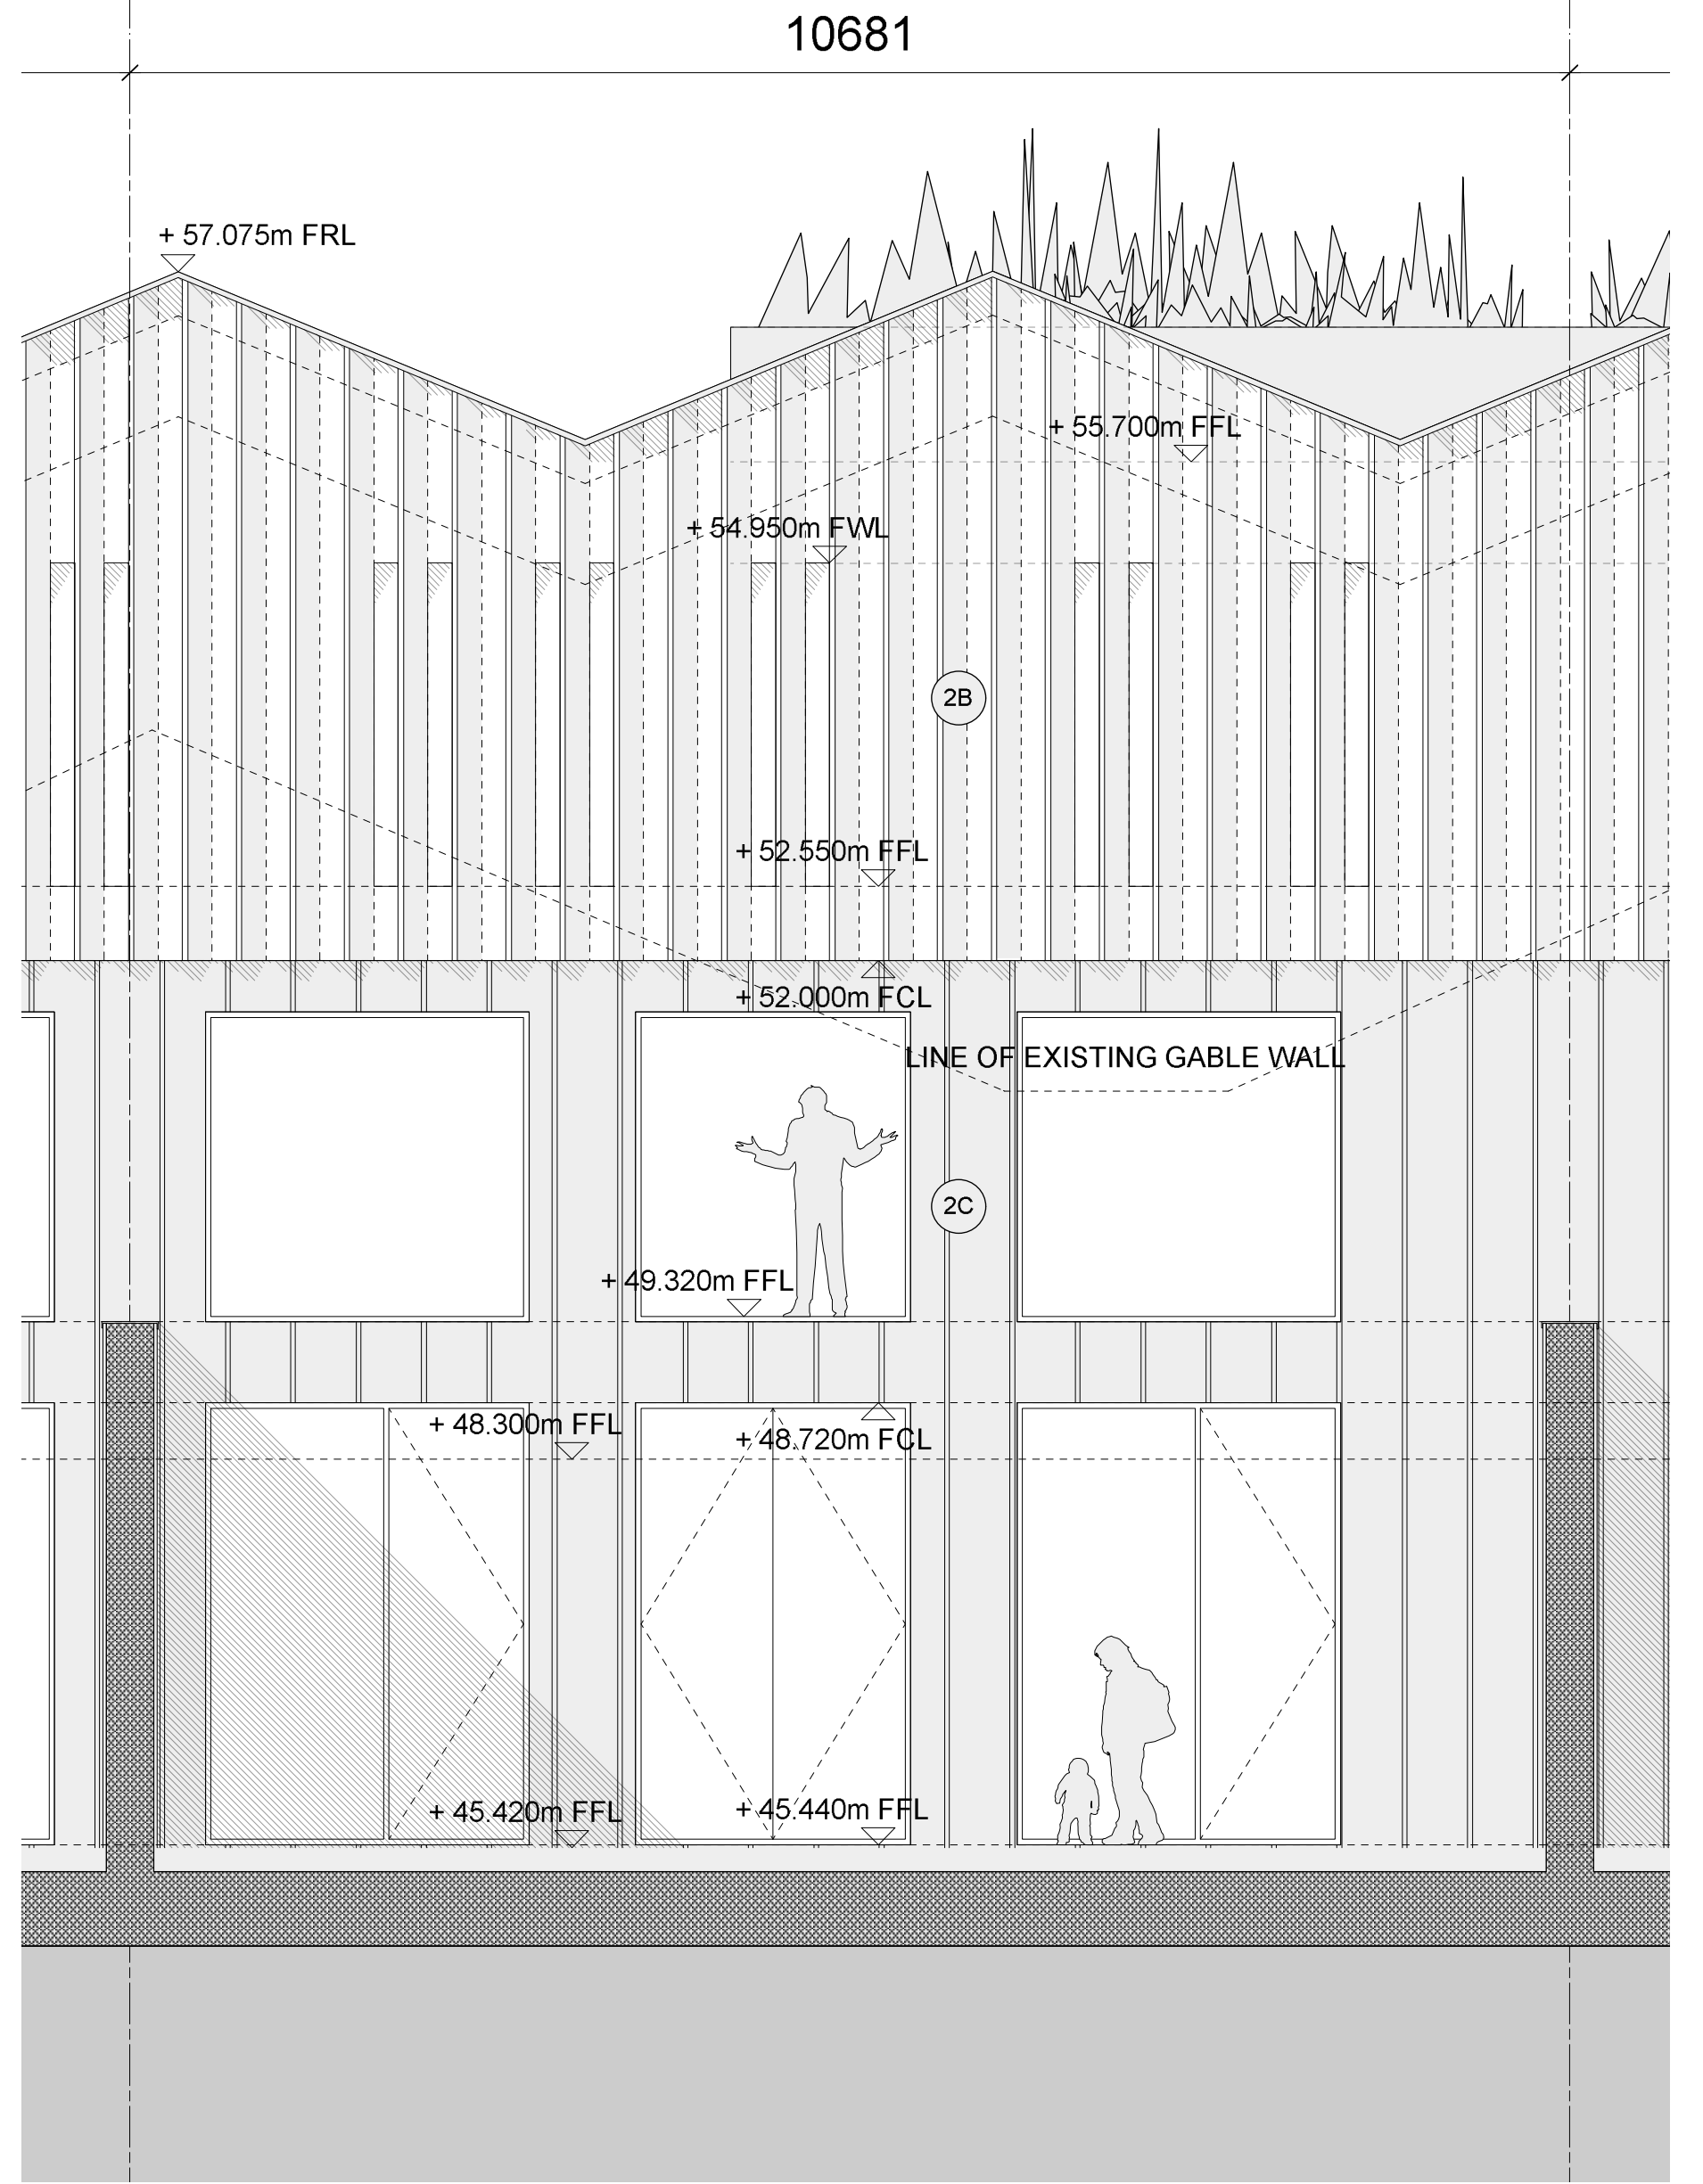 10681
+ 57.075m FRL
+ 55.700m FFL
+ 54.950m FWL
2B
+ 52.550m FFL
+ 52.000m FCL
LINE OF EXISTING GABLE WALL
2C
+ 49.320m FFL
+ 48.300m FFL
+ 48.720m FCL
+ 45.420m FFL
+ 45.440m FFL